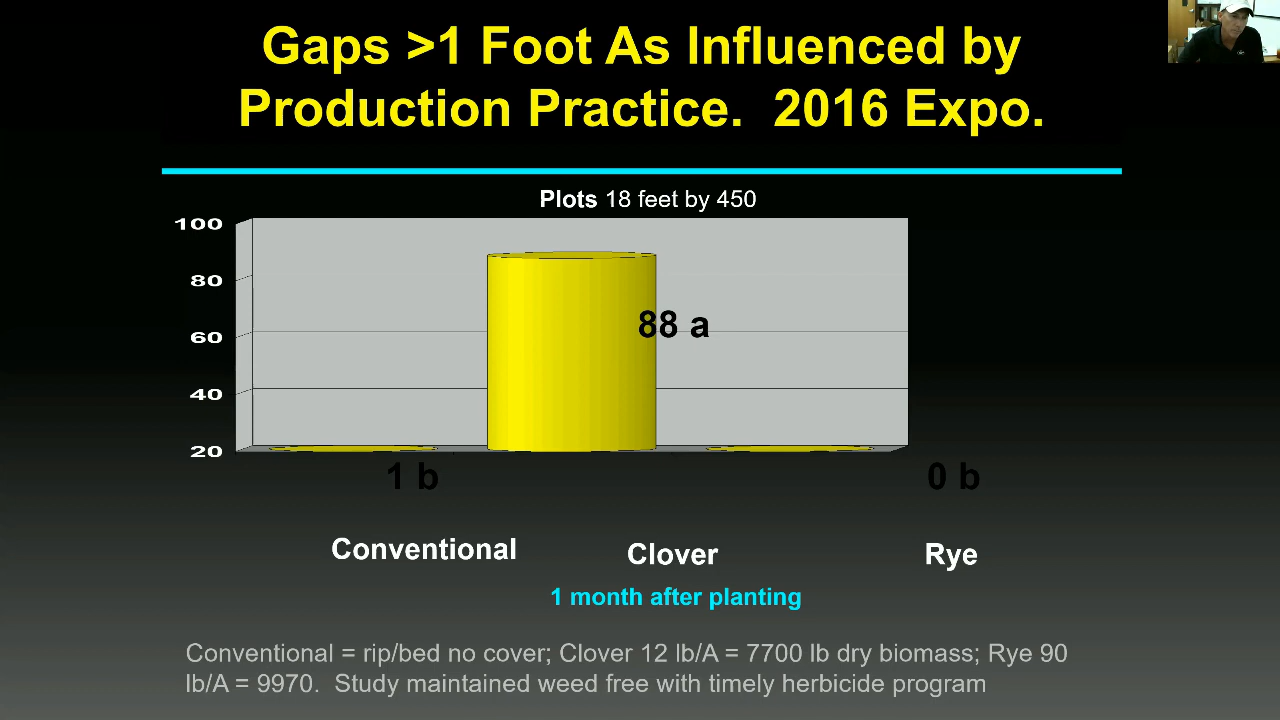 Gaps >1 Foot As Influenced by
Production Practice.  2016 Expo.
Plots 18 feet by 450
100
80
60
40
20
88 a
1 b
0 b
Conventional
Clover
Rye
1 month after planting
Conventional = rip/bed no cover; Clover 12 lb/A = 7700 lb dry biomass; Rye 90
lb/A = 9970.  Study maintained weed free with timely herbicide program